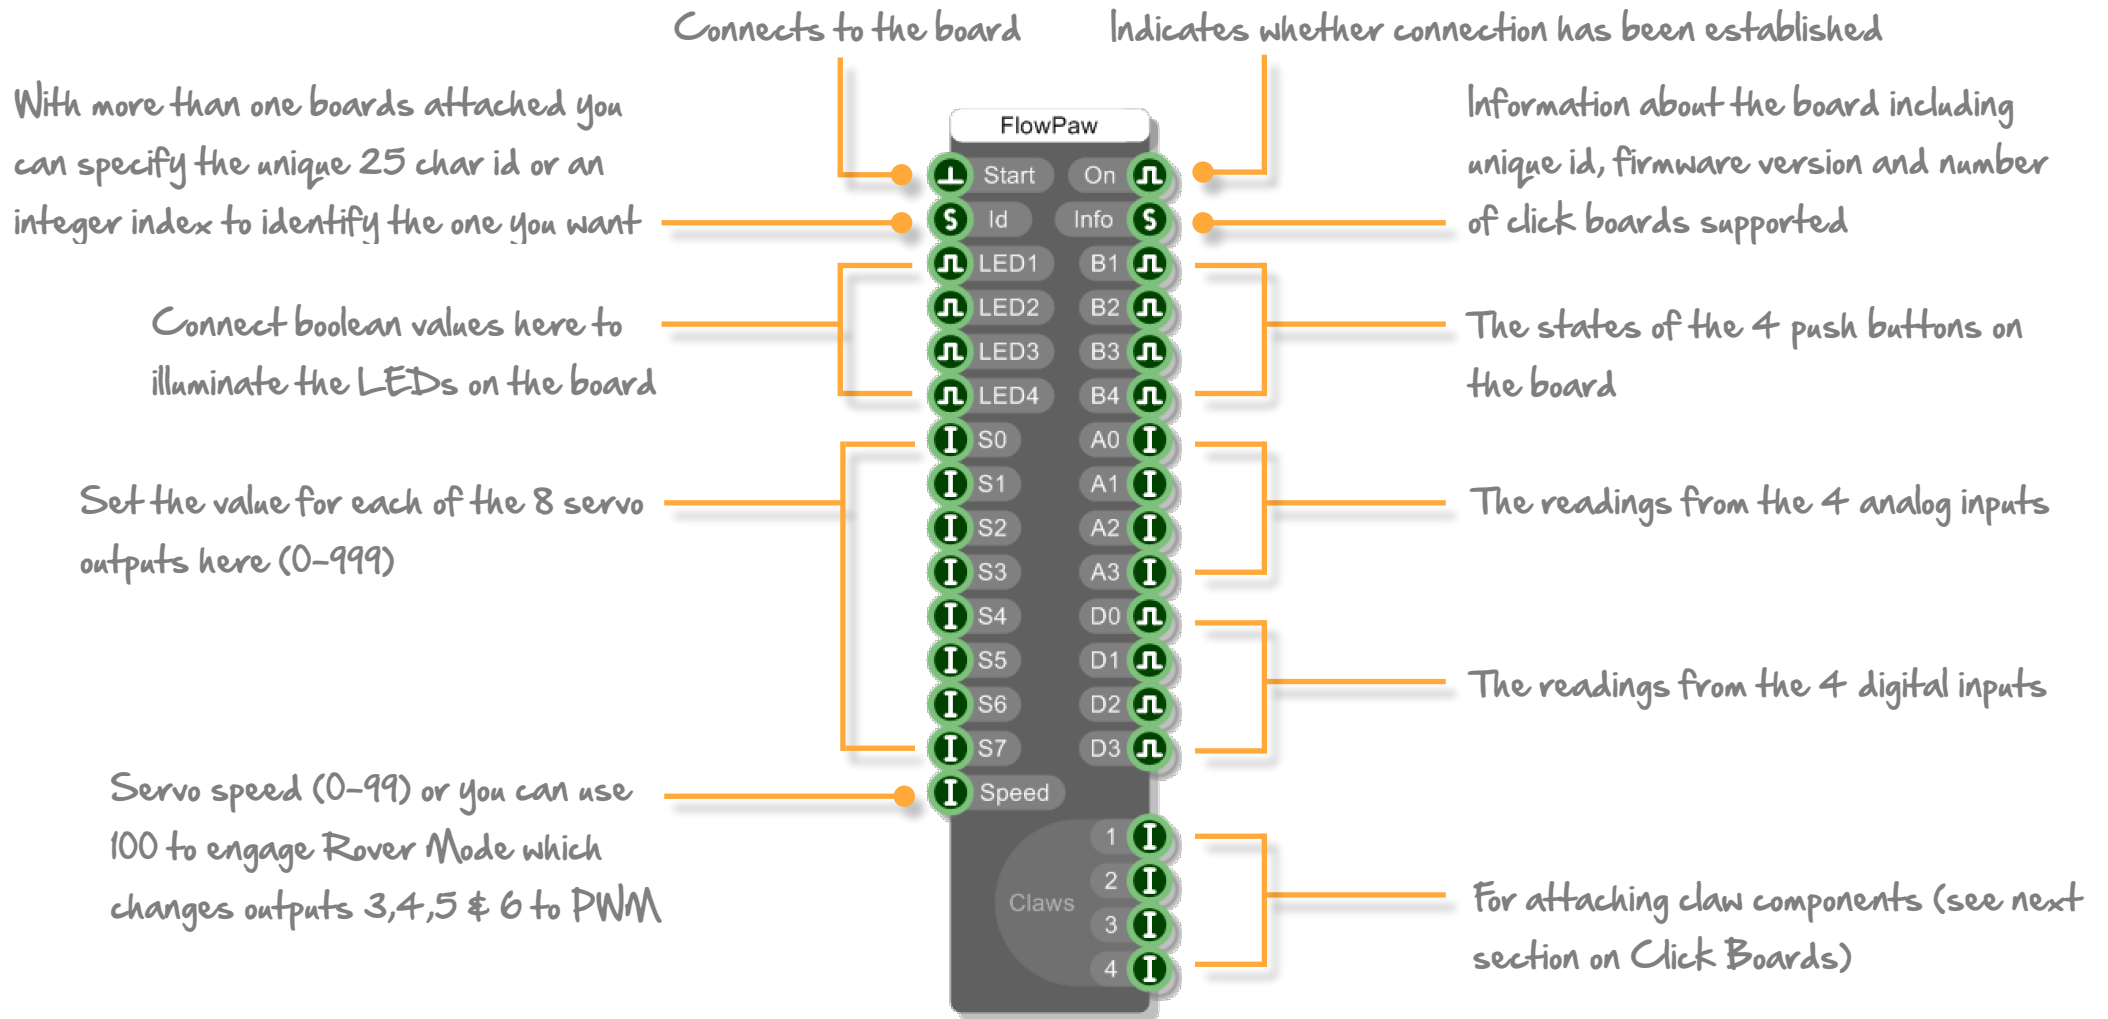 Connects to the board
Indicates whether connection has been established
With more than one boards attached you
can specify the unique 25 char id or an
integer index to identify the one you want
Connect boolean values here to
illuminate the LEDs on the board
Set the value for each of the 8 servo
outputs here (0-999)
Servo speed (0-99) or you can use
100 to engage Rover Mode which
changes outputs 3,4,5 & 6 to PWM
FlowPaw
Start
On
Id
Info
LED1
B1
LED2
B2
LED3
B3
LED4
B4
S0
A0
S1
A1
S2
A2
S3
A3
S4
D0
S5
D1
S6
D2
S7
D3
Speed
Claws
1
2
3
4
Information about the board including
unique id, firmware version and number
of click boards supported
The states of the 4 push buttons on
the board
The readings from the 4 analog inputs
The readings from the 4 digital inputs
For attaching claw components (see next
section on Click Boards)